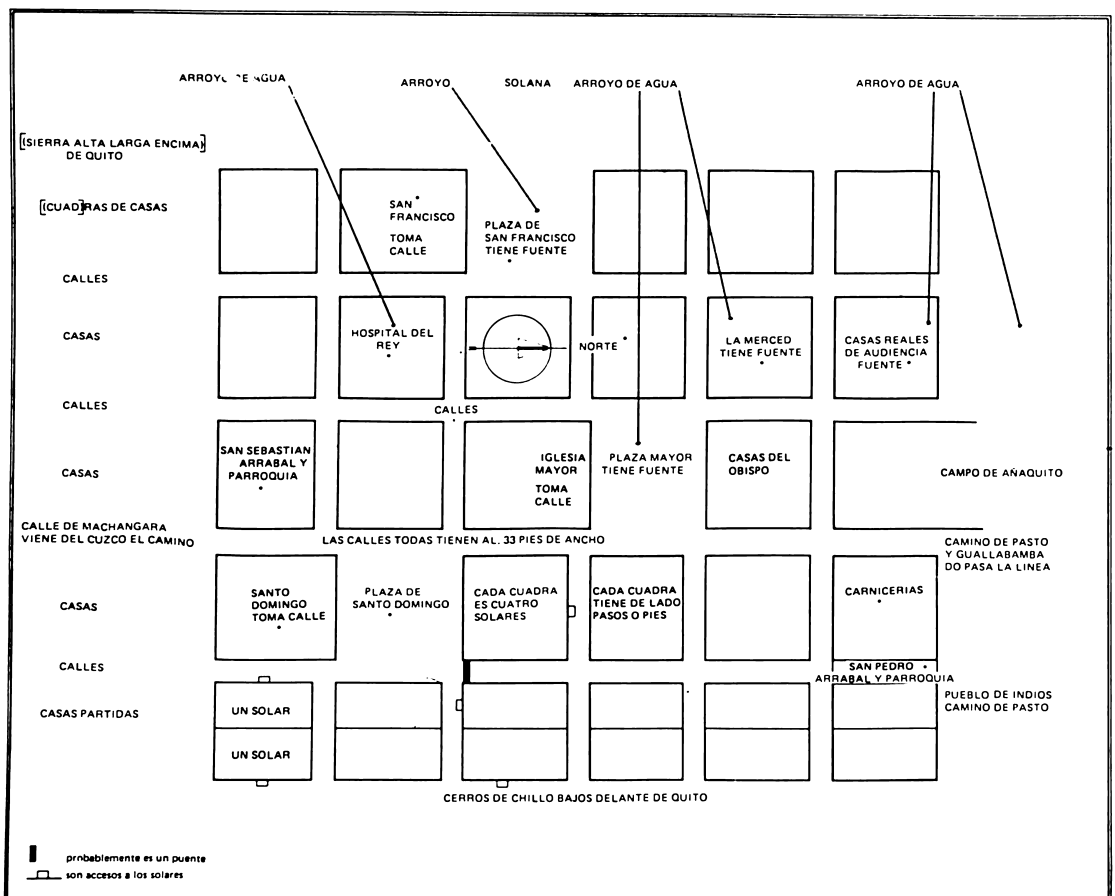 ARROYO DE AGUA
ARROYO
SOLANA
ARROYO DE AGUA
ARROYO DE AGUA
[(SIERRA ALTA LARGA ENCIMA)]
DE QUITO
[(CUAD]RAS DE CASAS
SAN
FRANCISCO
TOMA
CALLE
PLAZA DE
SAN FRANCISCO
TIENE FUENTE
CALLES
CASAS
HOSPITAL DEL
REY
NORTE
LA MERCED
TIENE FUENTE
CASAS REALES
DE AUDIENCIA
FUENTE
CALLES
CALLES
CASAS
SAN SEBASTIAN
ARRABAL Y
PARROQUIA
IGLESIA
MAYOR
TOMA
CALLE
PLAZA MAYOR
TIENE FUENTE
CASAS DEL
OBISPO
CAMPO DE AÑAQUITO
CALLE DE MACHANGARA
VIENE DEL CUZCO EL CAMINO
LAS CALLES TODAS TIENEN AL. 33 PIES DE ANCHO
CAMINO DE PASTO
Y GUALLABAMBA
DO PASA LA LINEA
CASAS
SANTO
DOMINGO
TOMA CALLE
PLAZA DE
SANTO DOMINGO
CADA CUADRA
ES CUATRO
SOLARES
CADA CUADRA
TIENE DE LADO
PASOS O PIES
CARNICERIAS
CALLES
SAN PEDRO
ARRABAL Y PARROQUIA
CASAS PARTIDAS
UN SOLAR
UN SOLAR
PUEBLO DE INDIOS
CAMINO DE PASTO
CERROS DE CHILLO BAJOS DELANTE DE QUITO
probablemente es un puente
son accesos a los solares